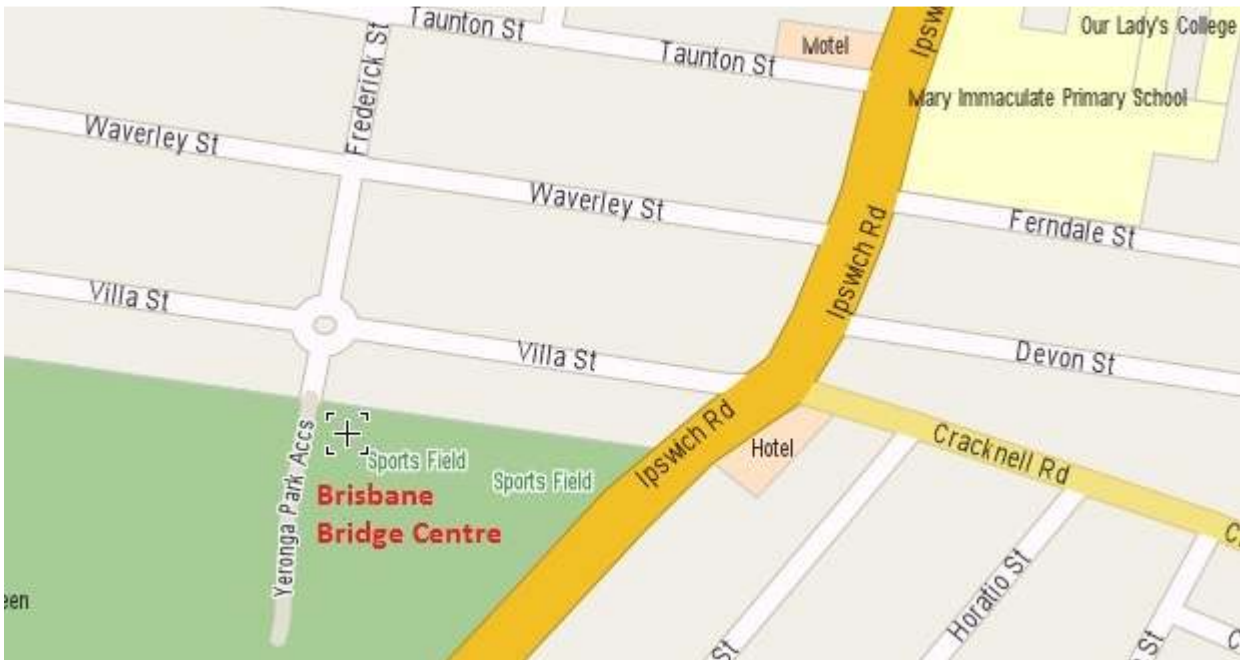 Taunton St
Ipsw
Our Lady's College
Frederick St
Taunton St
Motel
Mary Immaculate Primary School
Waverley St
Waverley St
Ferndale St
Ipswich Rd
Villa St
Villa St
Devon St
Ipswich Rd
Hotel
Cracknell Rd
Sports Field
Sports Field
Yeronga Park Accs
Brisbane
Bridge Centre
Horatio St
een
St
St